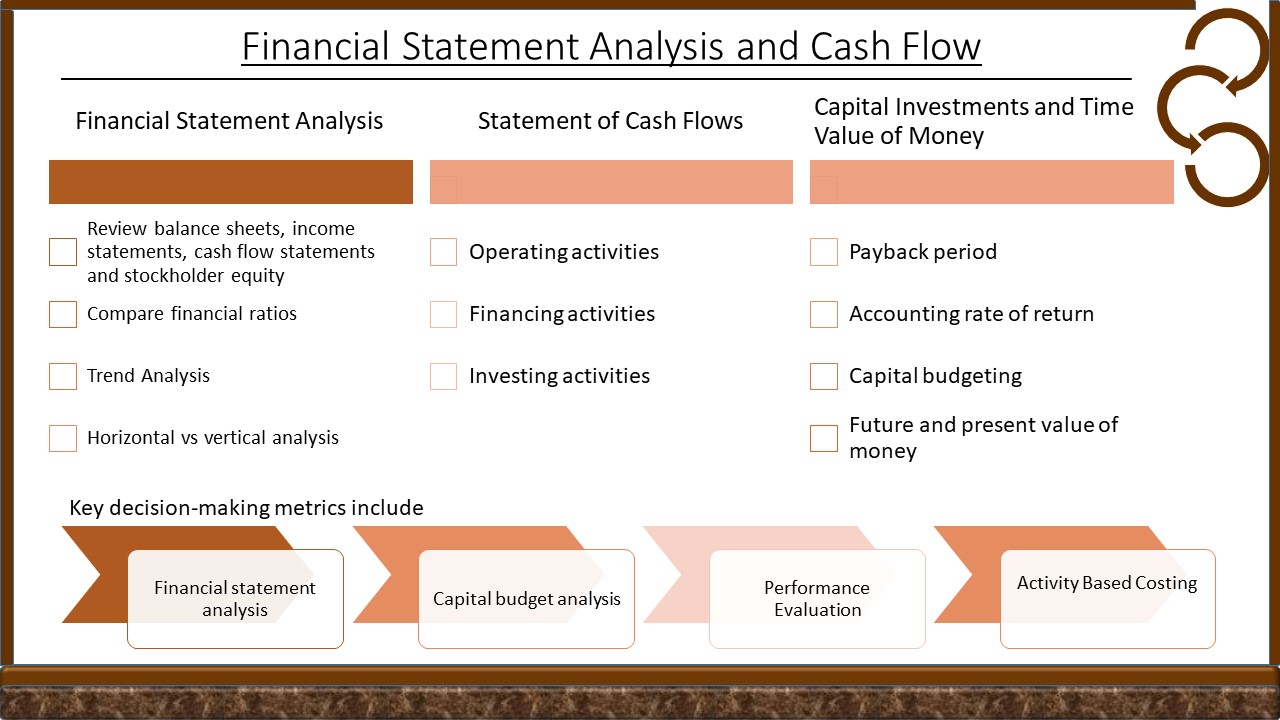 Financial Statement Analysis and Cash Flow
Financial Statement Analysis
Review balance sheets, income
statements, cash flow statements
and stockholder equity
Compare financial ratios
Trend Analysis
Horizontal vs vertical analysis
Statement of Cash Flows
Operating activities
Financing activities
Investing activities
Capital Investments and Time
Value of Money
Payback period
Accounting rate of return
Capital budgeting
Future and present value of
money
Key decision-making metrics include
Financial statement
analysis
Capital budget analysis
Performance
Evaluation
Activity Based Costing